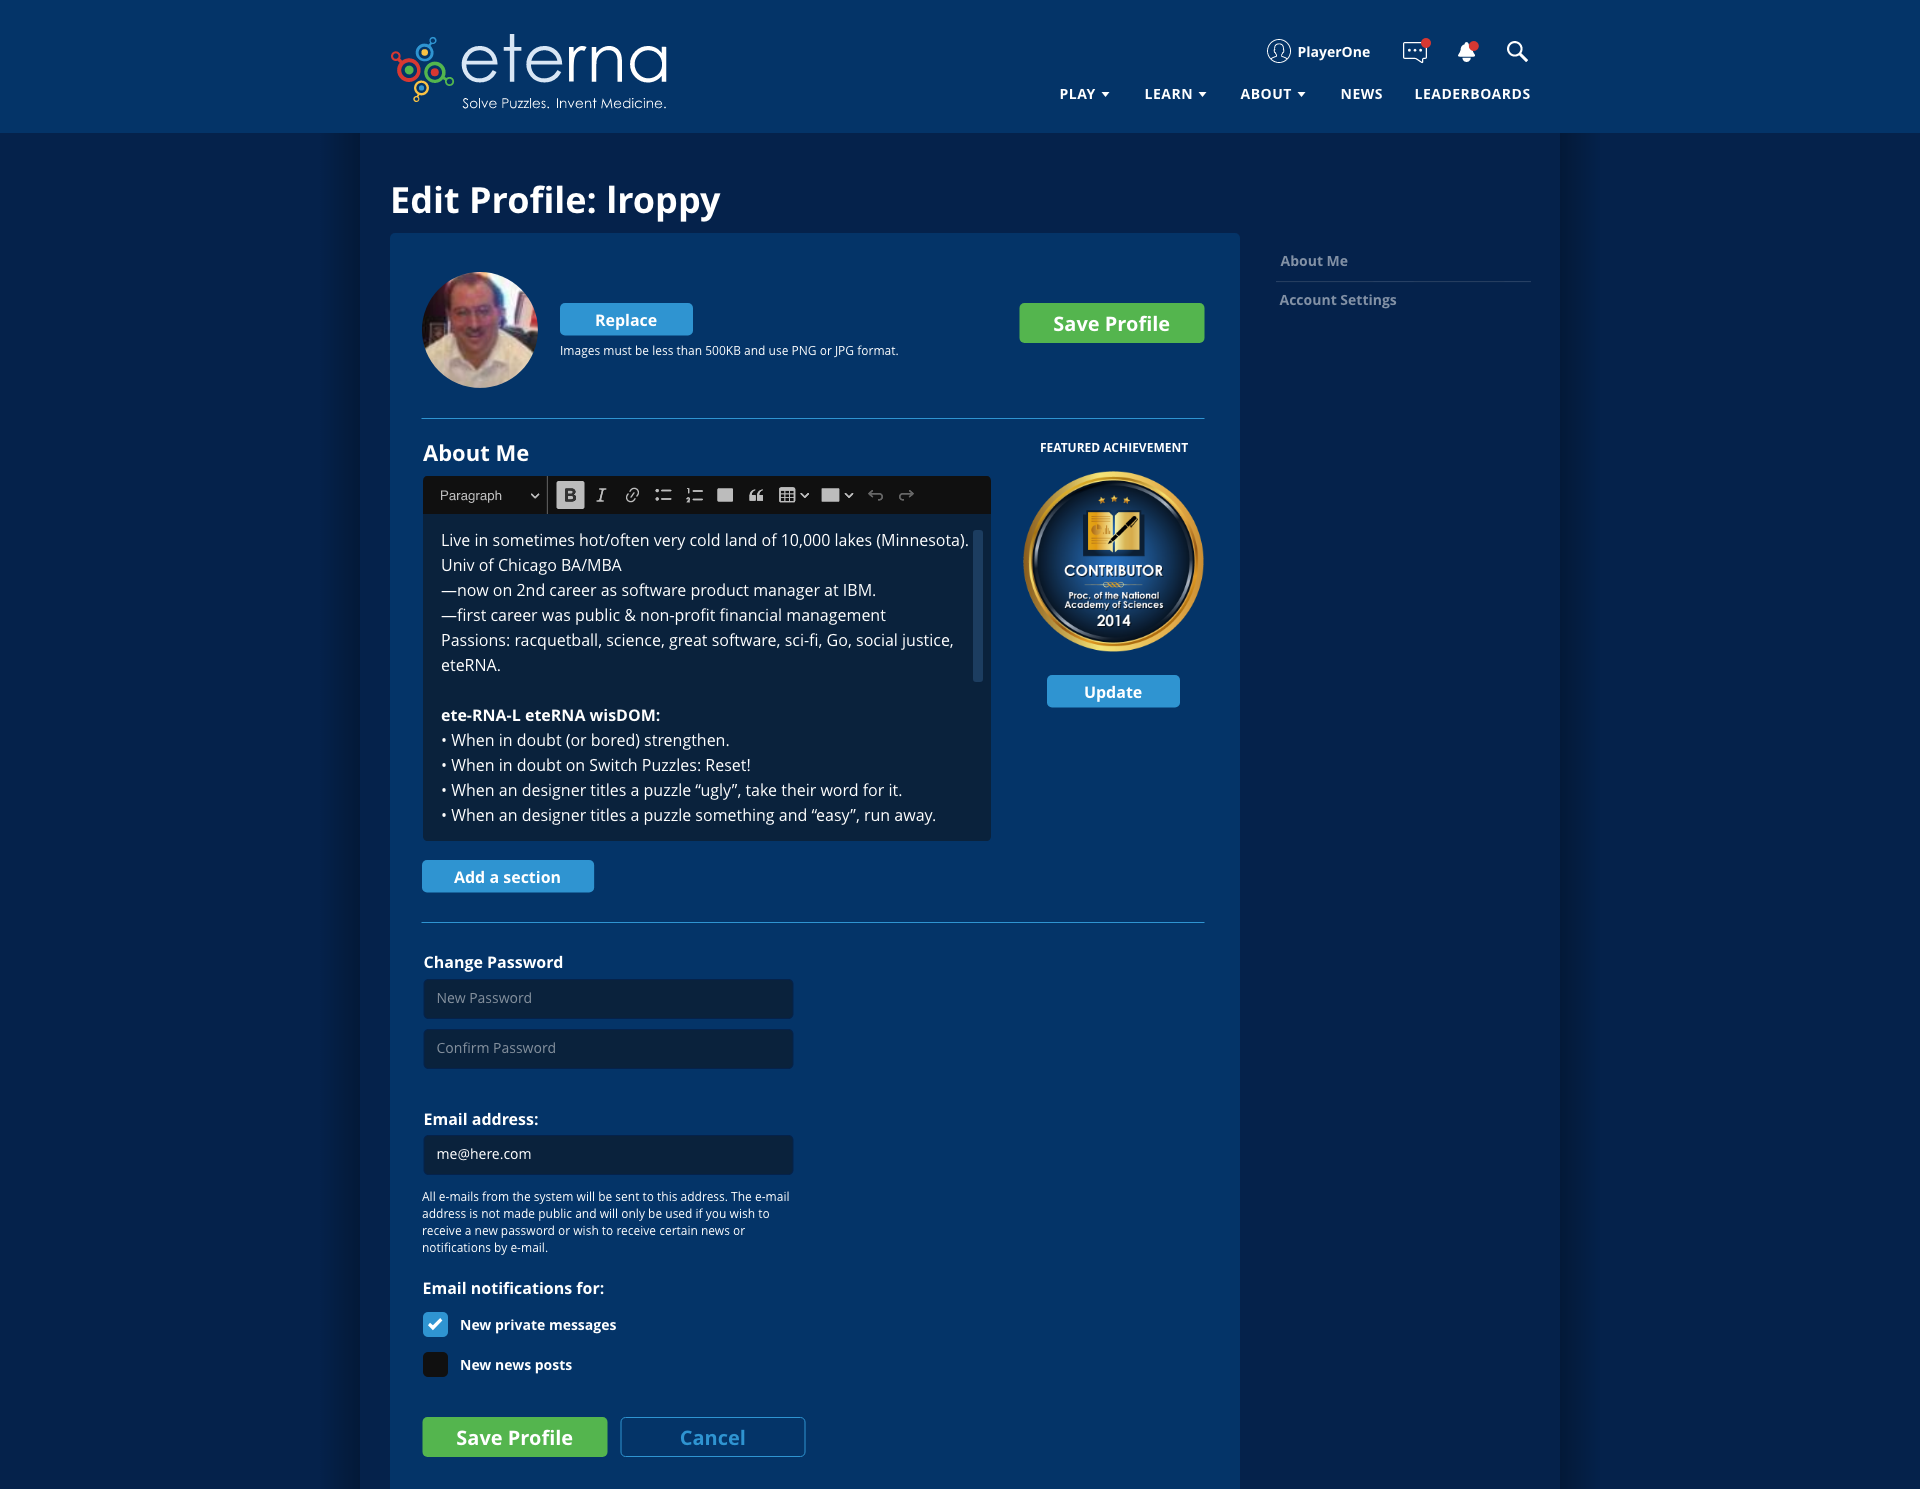 eterna
Solve Puzzles. Invent Medicine.
PlayerOne
PLAY
LEARN
ABOUT
NEWS
LEADERBOARDS
Edit Profile: lroppy
Replace
Images must be less than 500KB and use PNG or JPG format.
Save Profile
About Me
Account Settings
About Me
Paragraph
B I
Live in sometimes hot/often very cold land of 10,000 lakes (Minnesota).
Univ of Chicago BA/MBA
—now on 2nd career as software product manager at IBM.
—first career was public & non-profit financial management
Passions: racquetball, science, great software, sci-fi, Go, social justice,
eteRNA.
ete-RNA-L eteRNA wisDOM:
• When in doubt (or bored) strengthen.
• When in doubt on Switch Puzzles: Reset!
• When an designer titles a puzzle “ugly”, take their word for it.
• When an designer titles a puzzle something and “easy”, run away.
FEATURED ACHIEVEMENT
CONTRIBUTOR
Proc. of the National
Academy of Sciences
2014
Update
Add a section
Change Password
New Password
Confirm Password
Email address:
me@here.com
All e-mails from the system will be sent to this address. The e-mail
address is not made public and will only be used if you wish to
receive a new password or wish to receive certain news or
notifications by e-mail.
Email notifications for:
New private messages
New news posts
Save Profile
Cancel